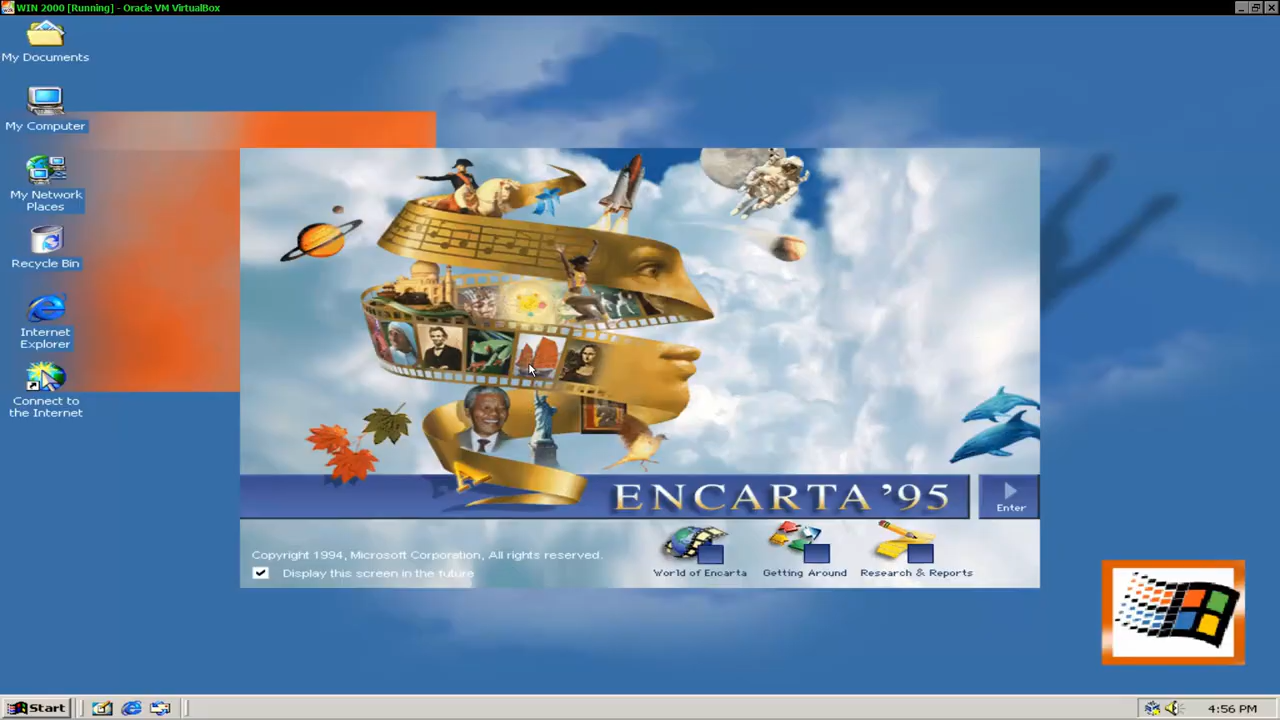 WIN 2000 [Running] - Oracle VM VirtualBox
My Documents
My Computer
My Network
Places
Recycle Bin
Internet
Explorer
Connect to
the Internet
ENCARTA '95
Enter
Copyright 1994, Microsoft Corporation, All rights reserved.
Display this screen in the future
World of Encarta
Getting Around
Research & Reports
Start
4:56 PM